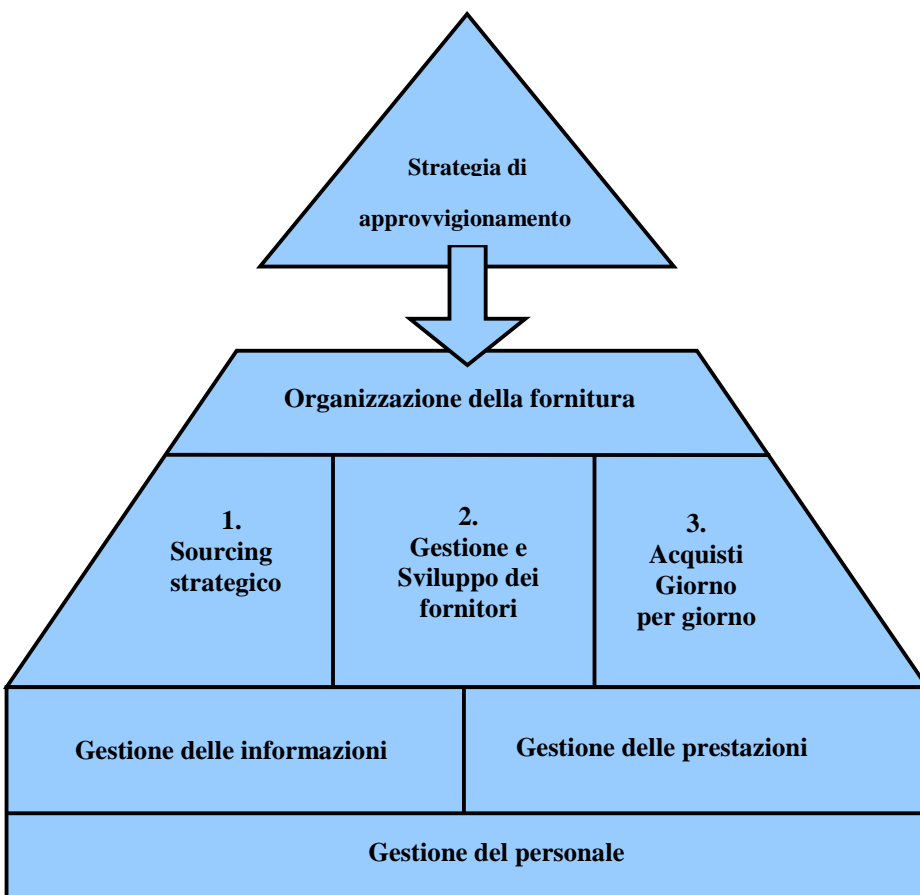 Strategia di
approvvigionamento
Organizzazione della fornitura
1.
Sourcing
strategico
2.
Gestione e
Sviluppo dei
fornitori
3.
Acquisti
Giorno
per giorno
Gestione delle informazioni
Gestione delle prestazioni
Gestione del personale